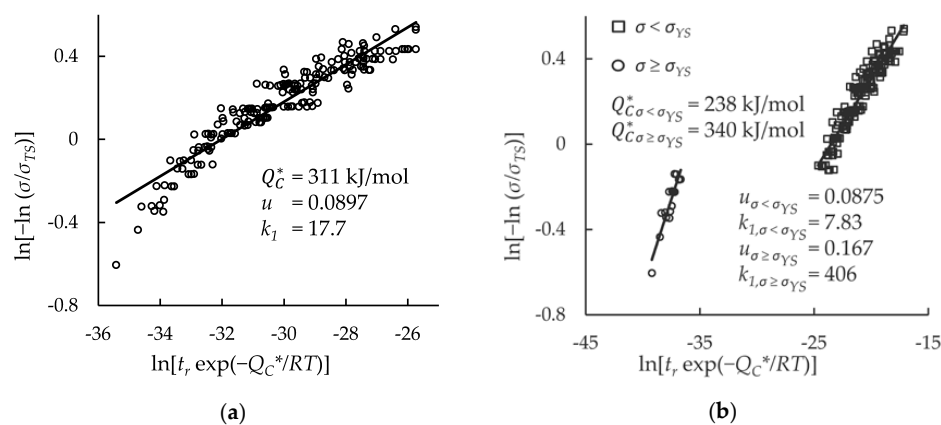 0.4
0
-0.4
-0.8
ln[−ln (σ/σTS)]
Q*C = 311 kJ/mol
u = 0.0897
k1 = 17.7
-36 -34 -32 -30 -28 -26
ln[tr exp(−QC*/RT)]
(a)
σ < σYS
σ ≥ σYS
Q*Cσ<σYS = 238 kJ/mol
Q*Cσ≥σYS = 340 kJ/mol
0.4
0
-0.4
-0.8
ln[−ln (σ/σTS)]
uσ<σYS = 0.0875
k1,σ<σYS = 7.83
uσ≥σYS = 0.167
k1,σ≥σYS = 406
-45 -35 -25 -15
ln[tr exp(−QC*/RT)]
(b)